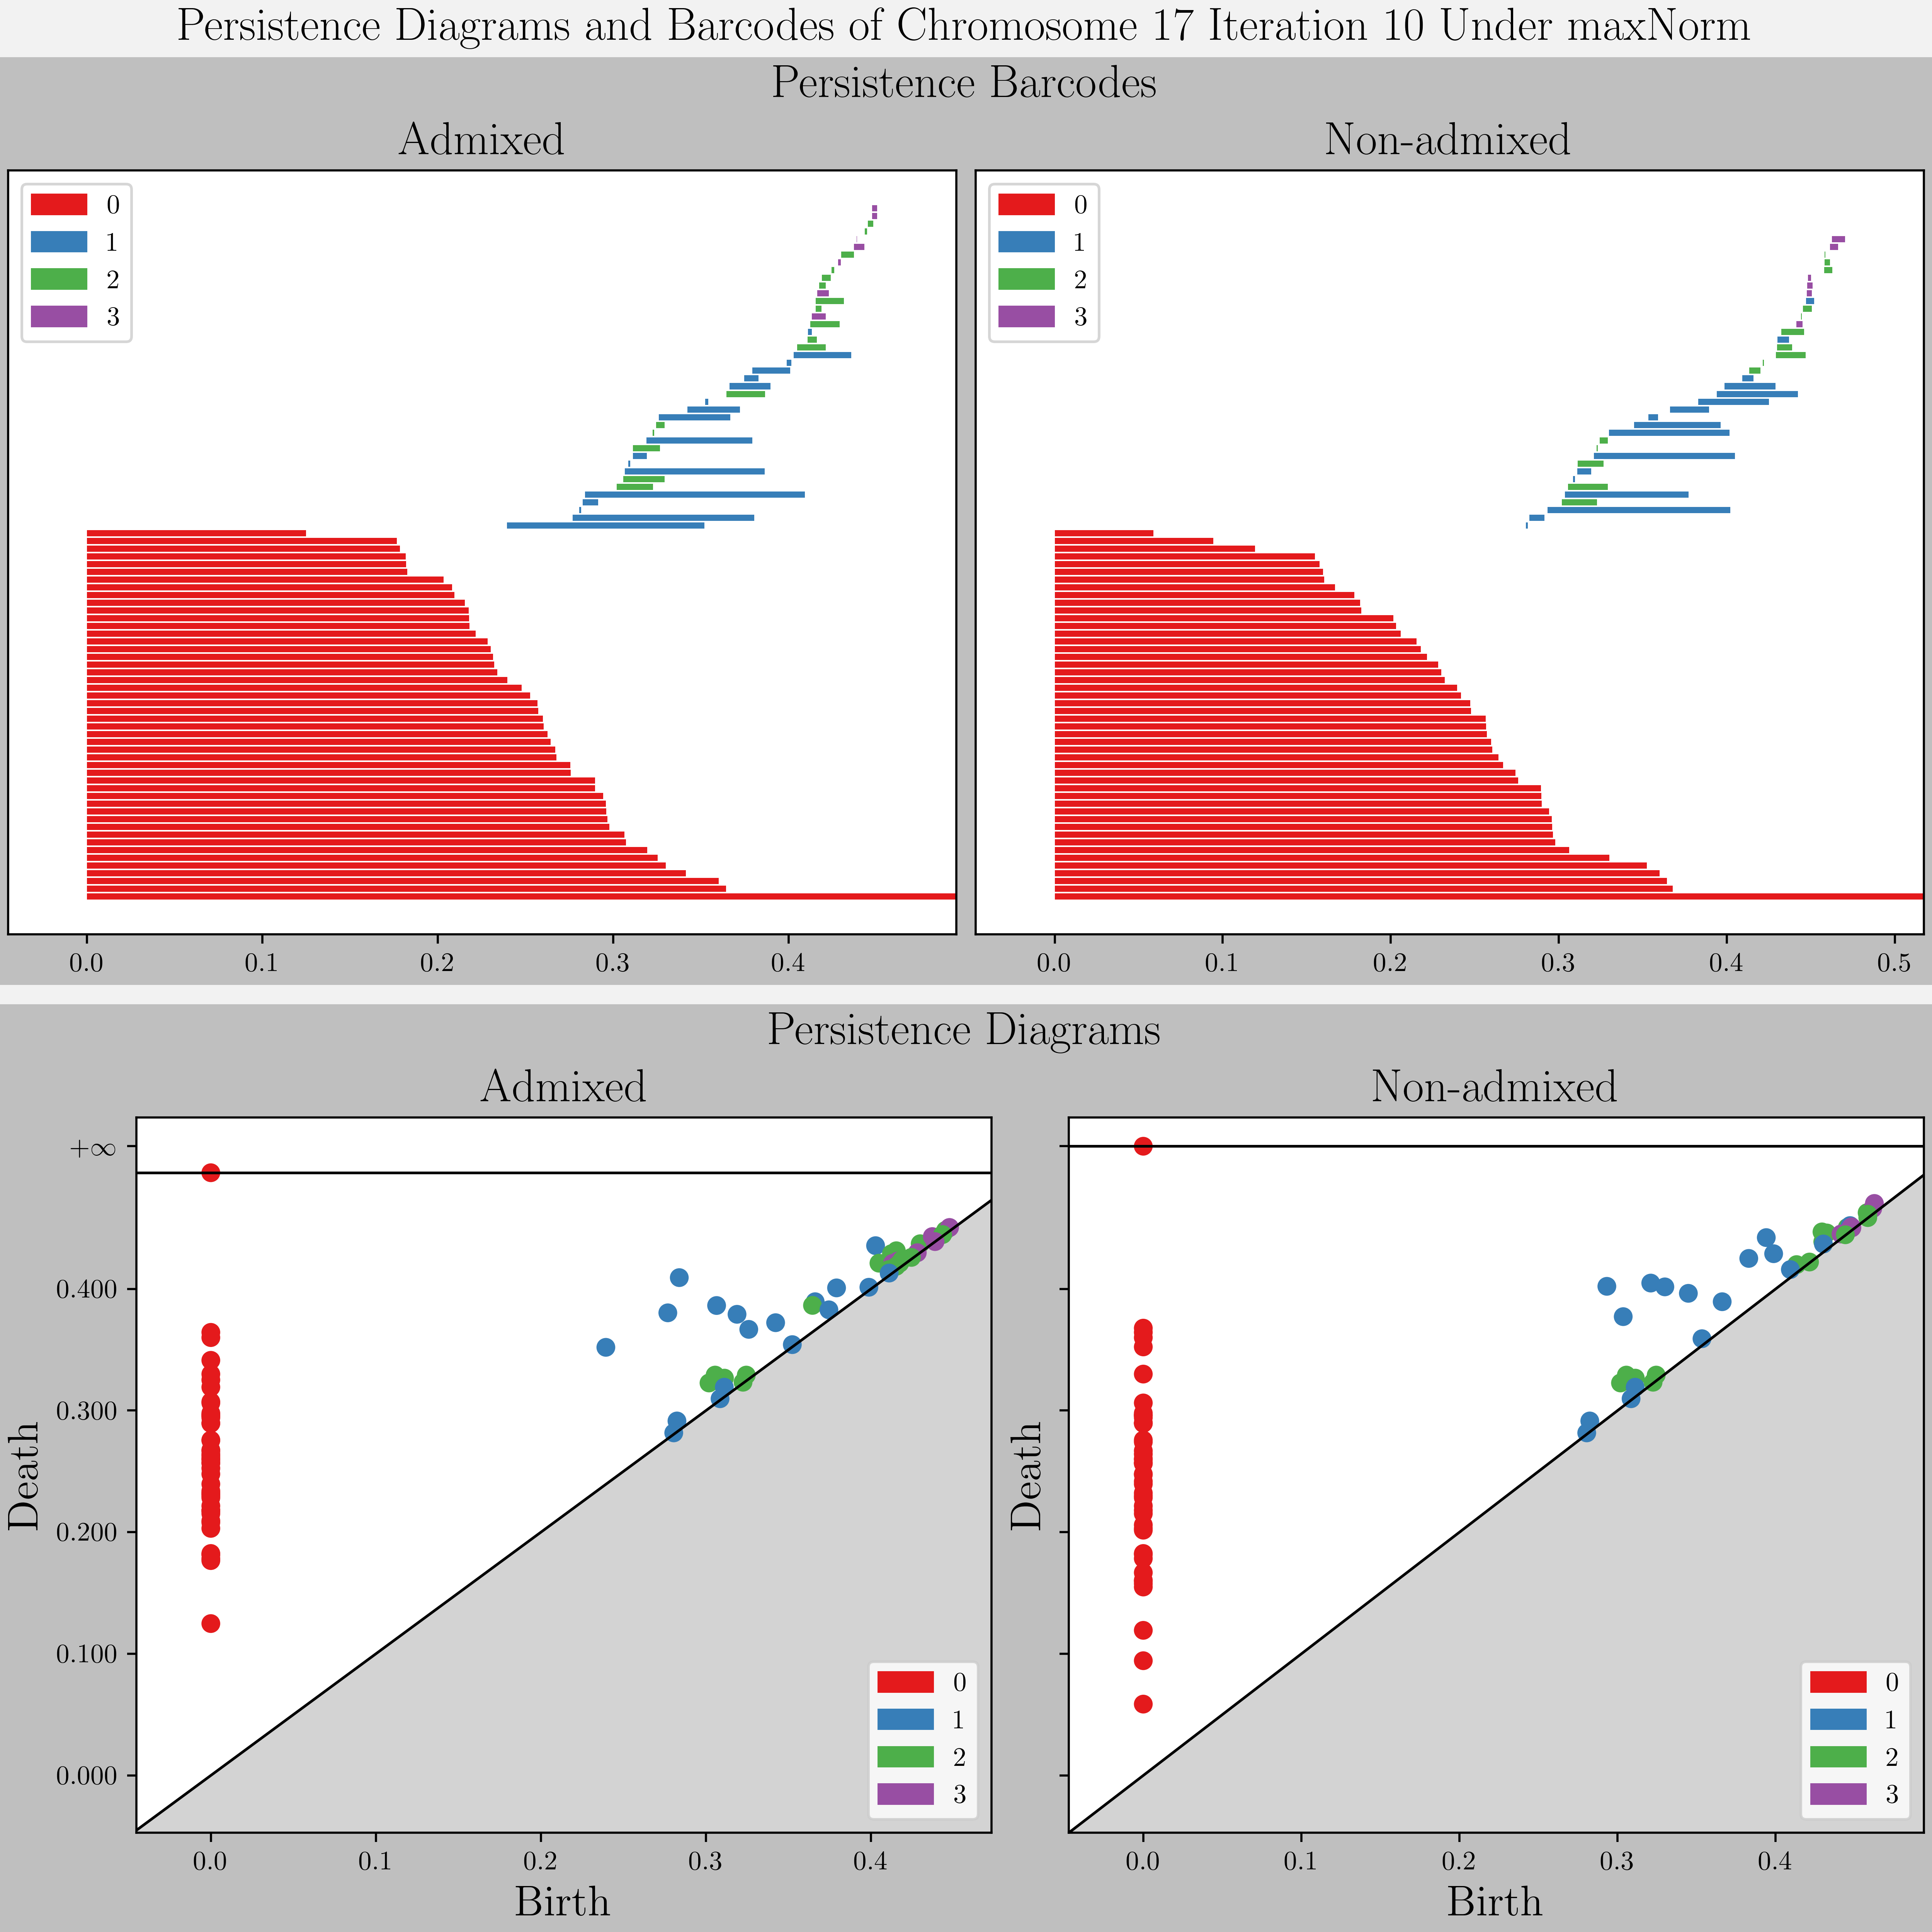 Persistence Diagrams and Barcodes of Chromosome 17 Iteration 10 Under maxNorm
Persistence Barcodes
Admixed
0
1
2
3
0.0 0.1 0.2 0.3 0.4
Non-admixed
0
1
2
3
0.0 0.1 0.2 0.3 0.4 0.5
Persistence Diagrams
Admixed
+∞
0.400
0.300
0.200
0.100
0.000
Death
0
1
2
3
0.0 0.1 0.2 0.3 0.4
Birth
Non-admixed
Death
0
1
2
3
0.0 0.1 0.2 0.3 0.4
Birth